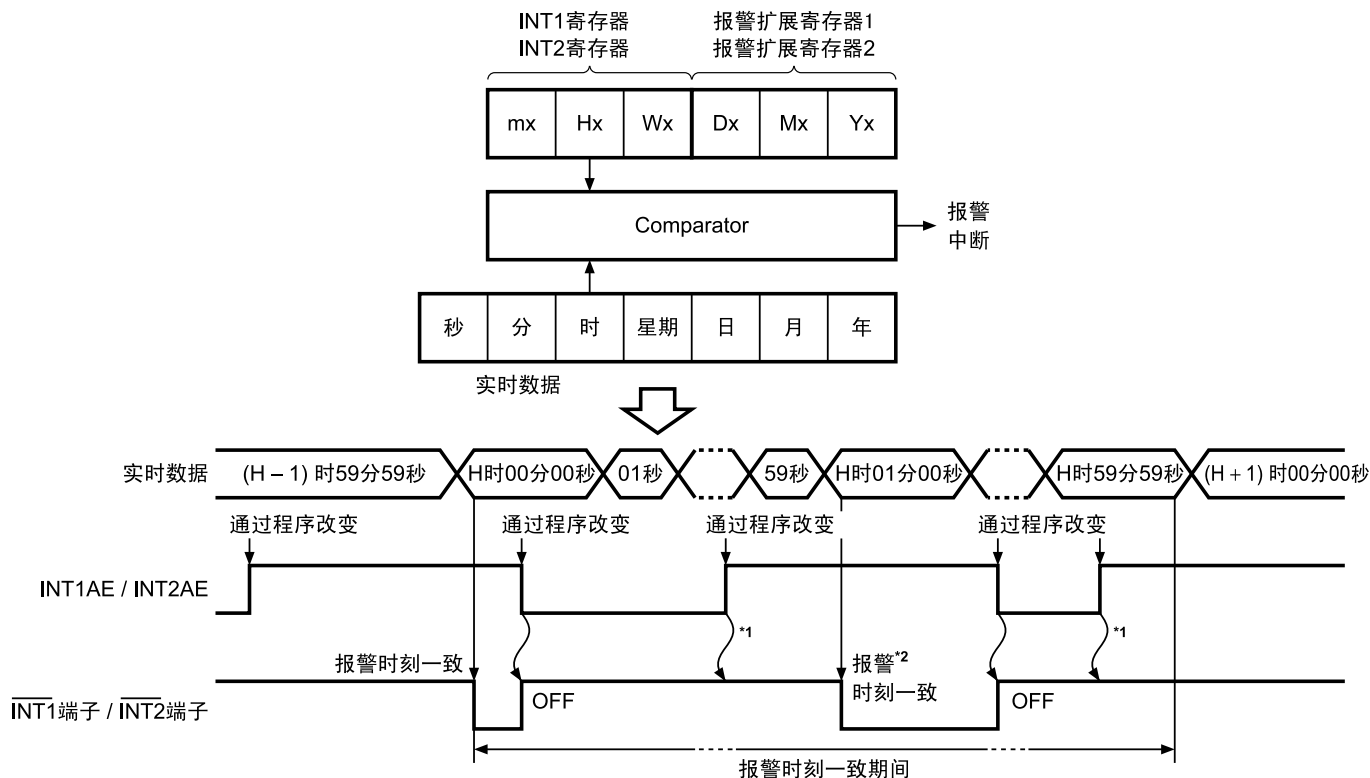 INT1寄存器 报警扩展寄存器1
INT2寄存器 报警扩展寄存器2
mx Hx Wx Dx Mx Yx
Comparator
报警
中断
秒 分 时 星期 日 月 年
实时数据
实时数据 (H – 1) 时59分59秒 H时00分00秒 01秒 59秒 H时01分00秒 H时59分59秒 (H + 1) 时00分00秒
通过程序改变 通过程序改变 通过程序改变 通过程序改变
INT1AE / INT2AE
*1 *1
报警时刻一致 报警*2
时刻一致
OFF OFF
INT1端子 / INT2端子
报警时刻一致期间